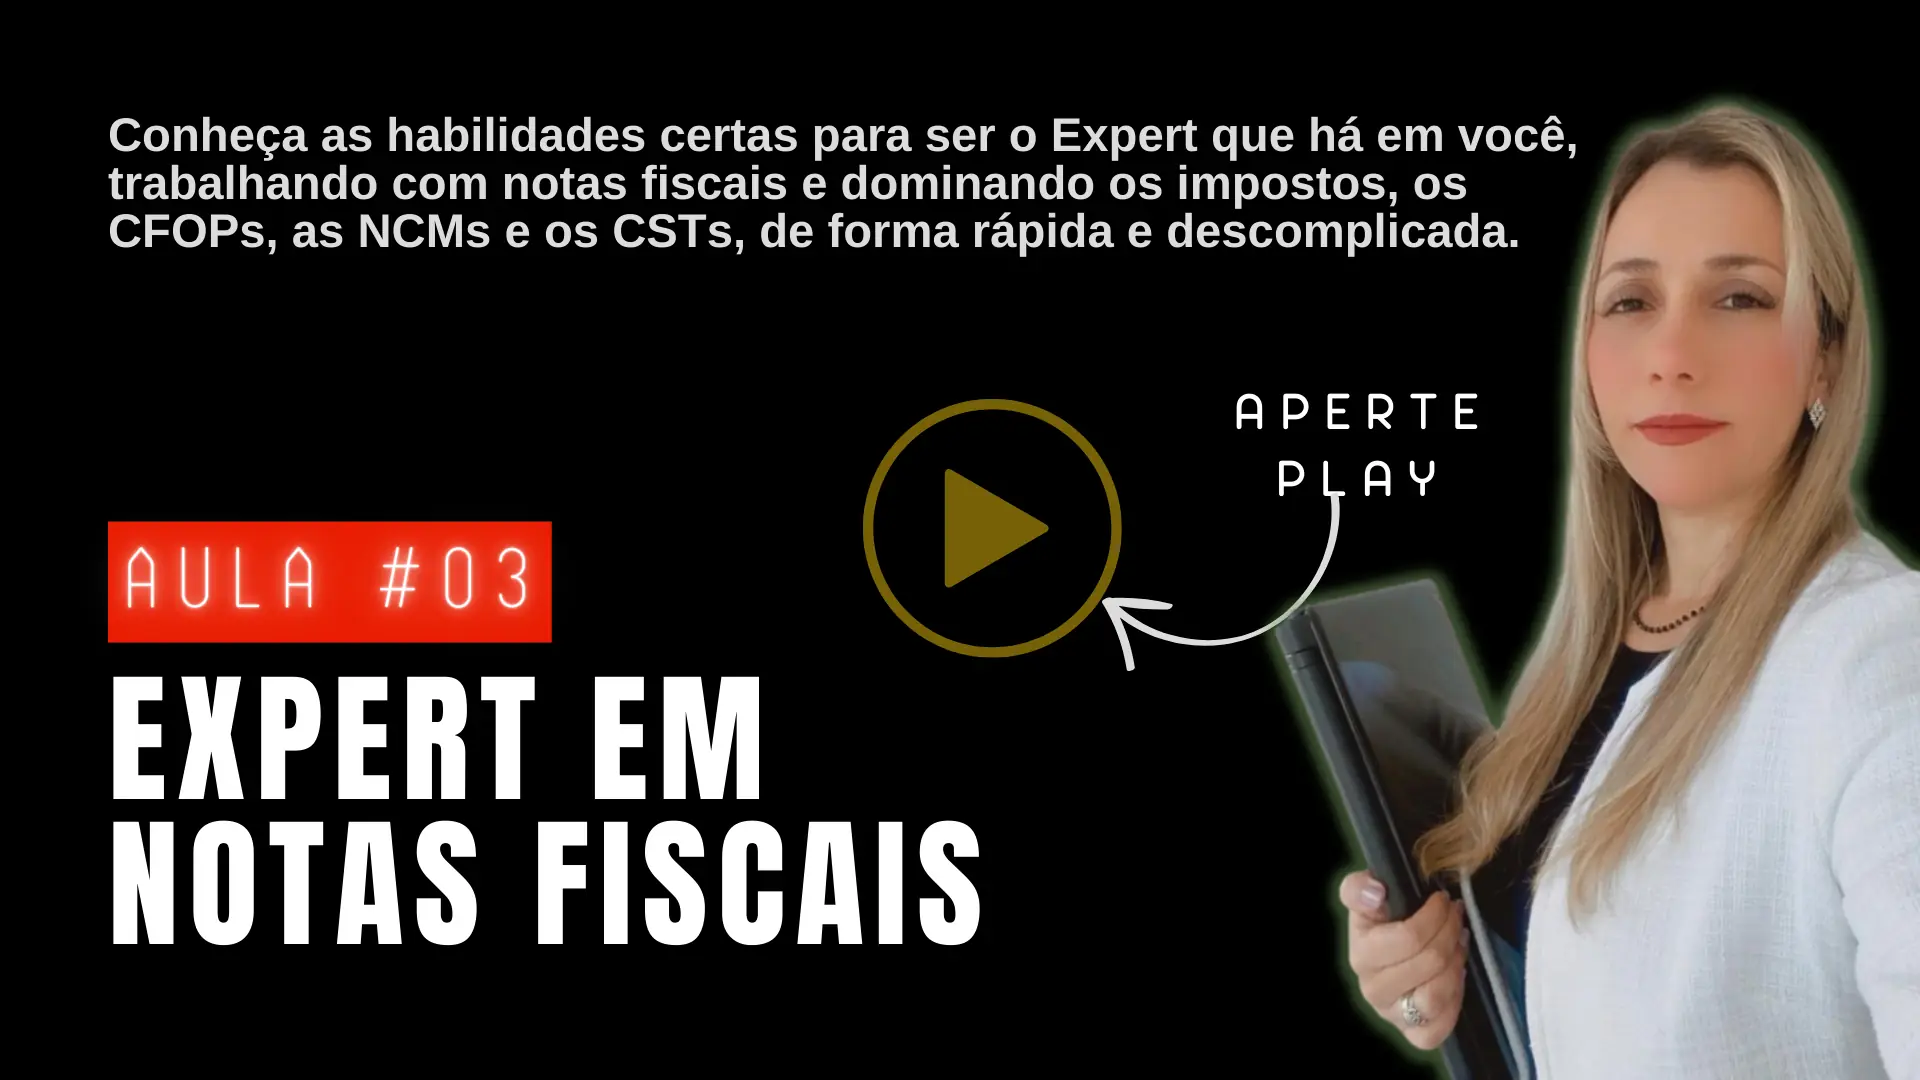 Conheça as habilidades certas para ser o Expert que há em você,
trabalhando com notas fiscais e dominando os impostos, os
CFOPs, as NCMs e os CSTs, de forma rápida e descomplicada.
APERTE
PLAY
AULA #03
EXPERT EM
NOTAS FISCAIS